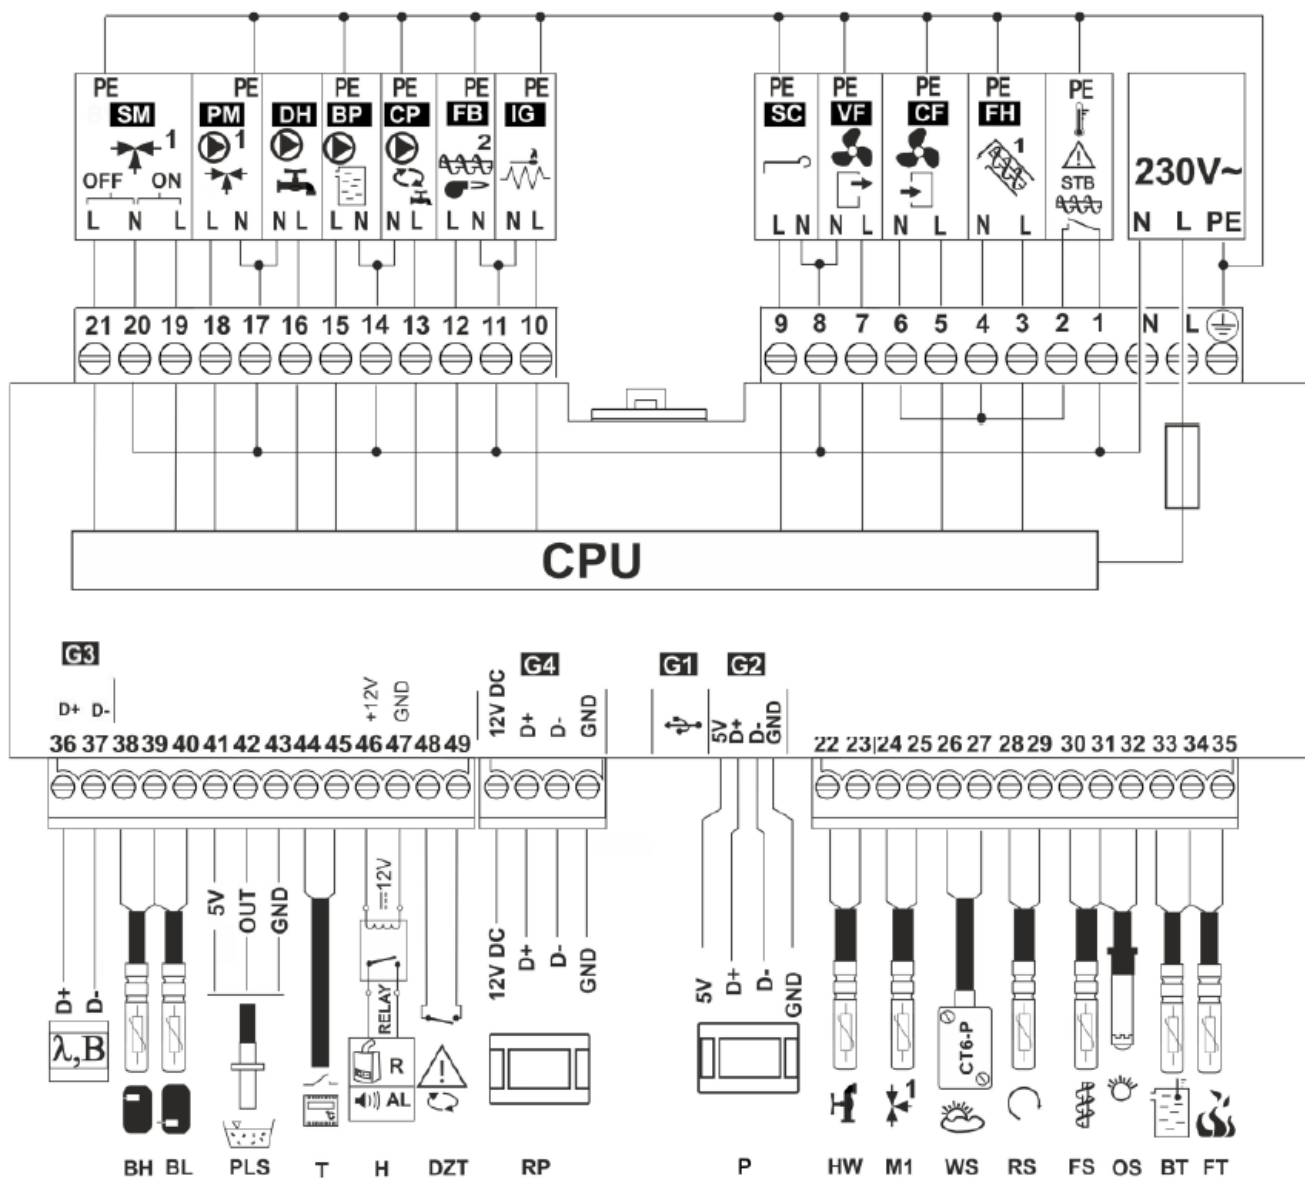 PE PE PE PE PE PE PE PE PE PE PE
SM PM DH BP CP FB IG SC VF CF FH
1 1 2 1
OFF ON STB 230V~
L N L L N N L L N N L L N N L L N N L N L N L N L PE
21 20 19 18 17 16 15 14 13 12 11 10 9 8 7 6 5 4 3 2 1 N L
CPU
G3 G4 G1 G2
D+ D- +12V GND 12V DC D+ D- GND 5V D+ D- GND
36 37 38 39 40 41 42 43 44 45 46 47 48 49 22 23 24 25 26 27 28 29 30 31 32 33 34 35
D+ D- 5V OUT GND 12V RELAY 12V DC D+ D- GND 5V D+ D- GND
λ,B R AL CT6-P 1
BH BL PLS T H DZT RP P HW M1 WS RS FS OS BT FT